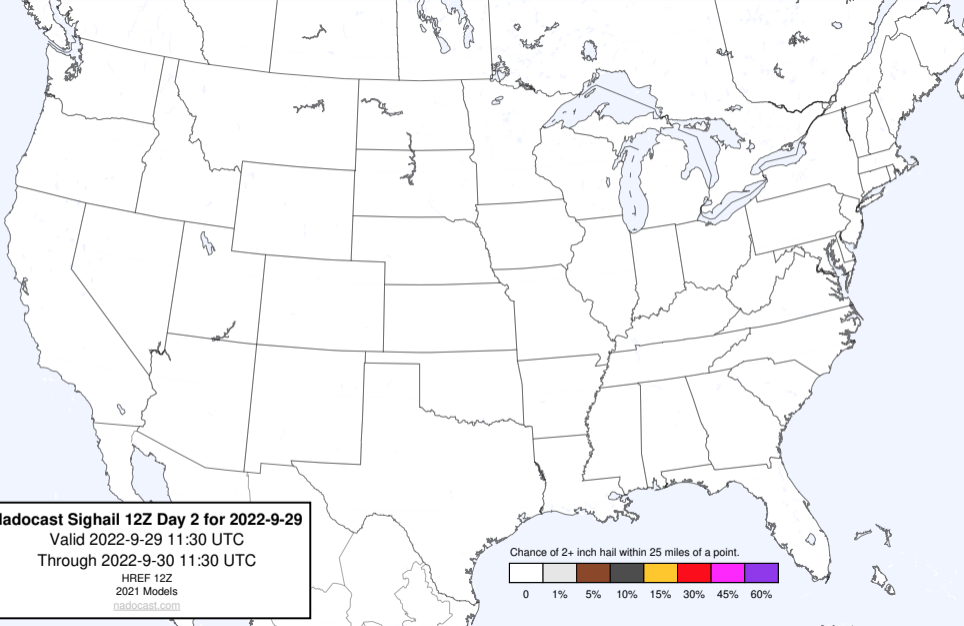 adocast Sighail 12Z Day 2 for 2022-9-29
Valid 2022-9-29 11:30 UTC
Through 2022-9-30 11:30 UTC
HREF 12Z
2021 Models
nadocast.com
Chance of 2+ inch hail within 25 miles of a point.
0 1% 5% 10% 15% 30% 45% 60%